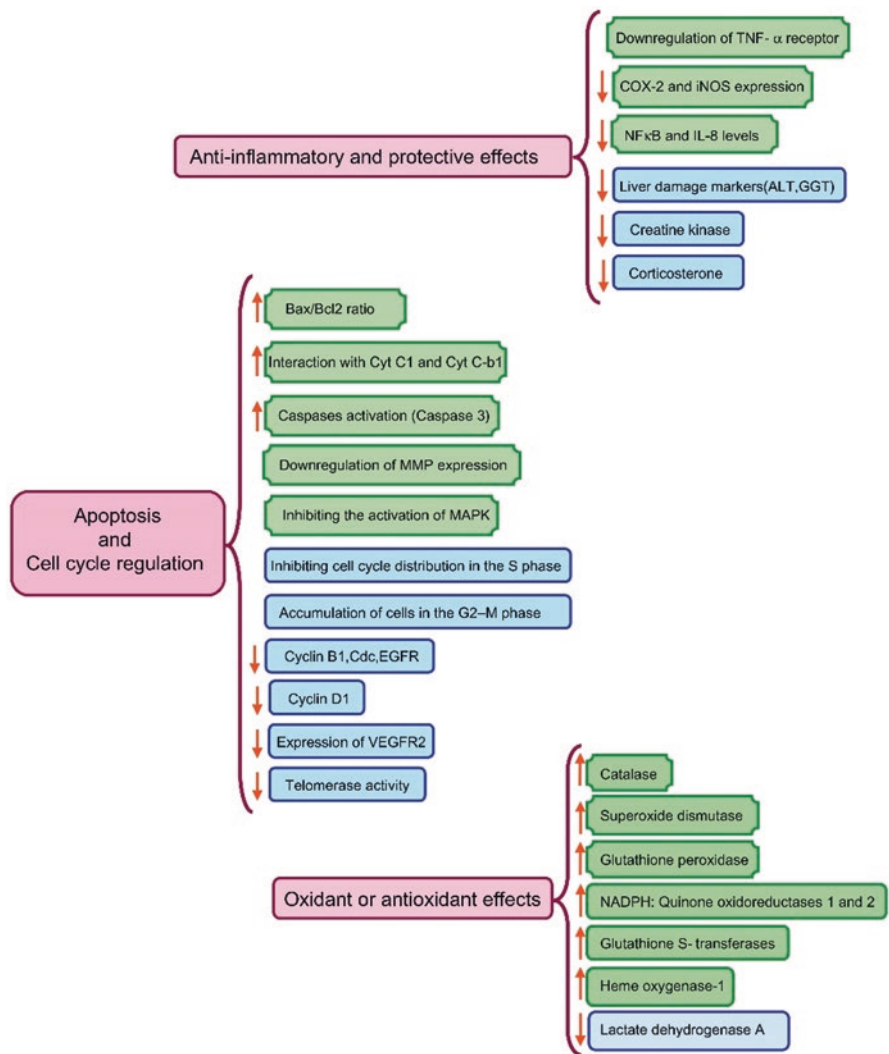 Anti-inflammatory and protective effects
Downregulation of TNF- α receptor
COX-2 and iNOS expression
NFκB and IL-8 levels
Liver damage markers(ALT,GGT)
Creatine kinase
Corticosterone
Apoptosis
and
Cell cycle regulation
Bax/Bcl2 ratio
Interaction with Cyt C1 and Cyt C-b1
Caspases activation (Caspase 3)
Downregulation of MMP expression
Inhibiting the activation of MAPK
Inhibiting cell cycle distribution in the S phase
Accumulation of cells in the G2–M phase
Cyclin B1,Cdc,EGFR
Cyclin D1
Expression of VEGFR2
Telomerase activity
Oxidant or antioxidant effects
Catalase
Superoxide dismutase
Glutathione peroxidase
NADPH: Quinone oxidoreductases 1 and 2
Glutathione S- transferases
Heme oxygenase-1
Lactate dehydrogenase A